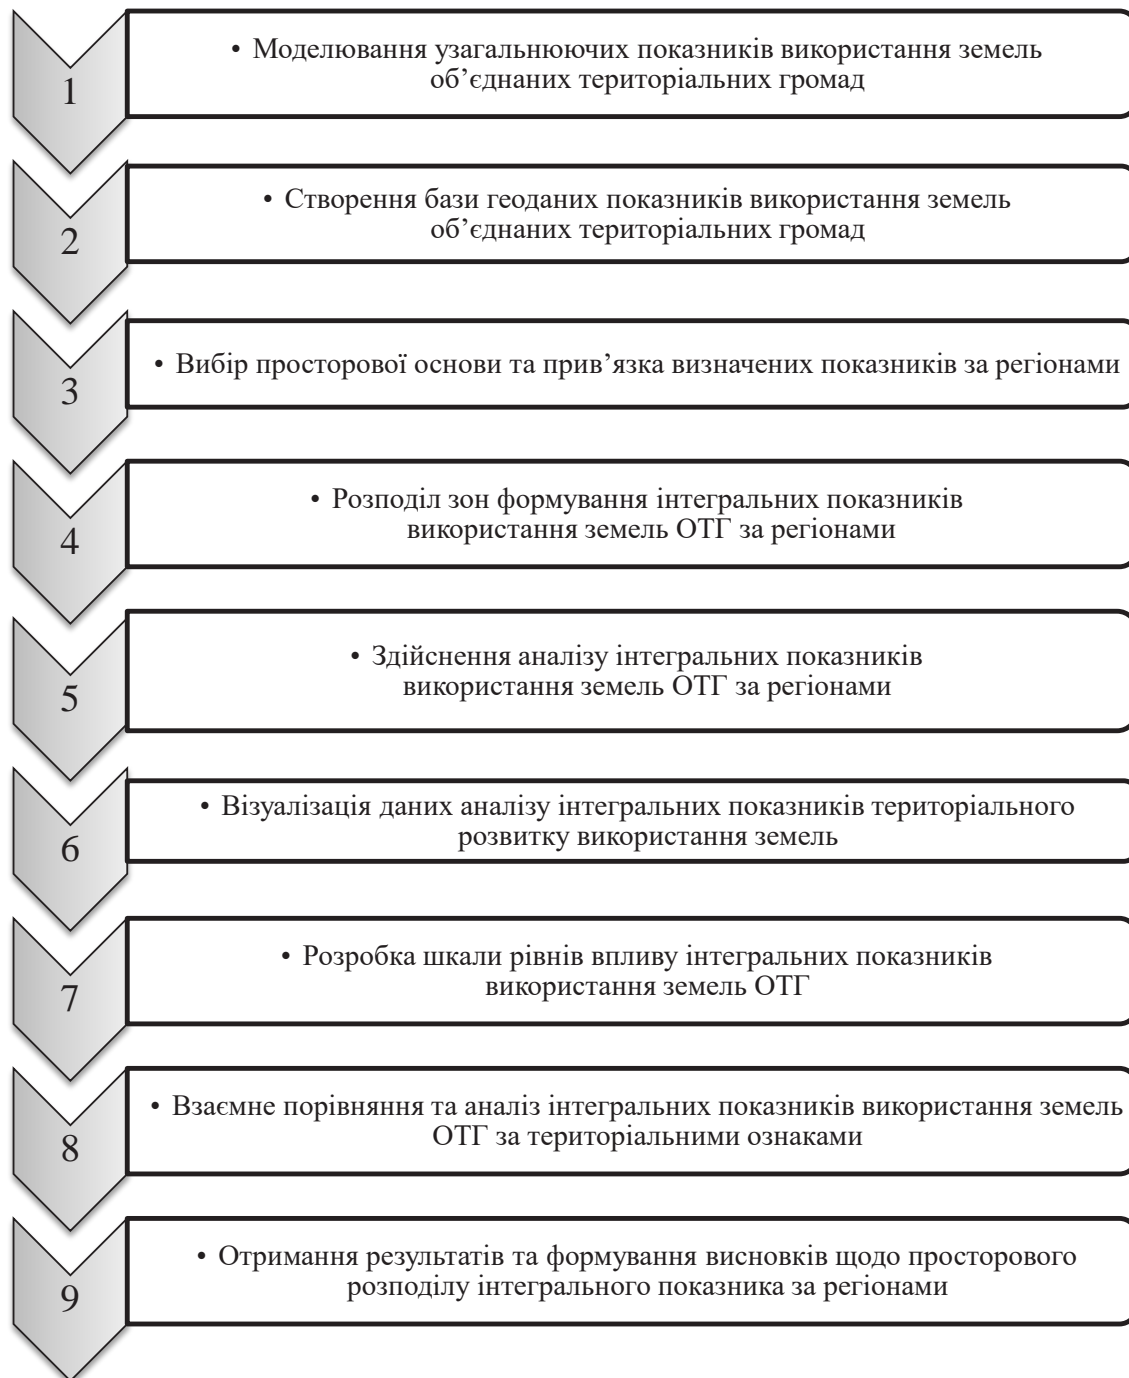 1
• Моделювання узагальнюючих показників використання земель
об’єднаних територіальних громад
2
• Створення бази геоданих показників використання земель
об’єднаних територіальних громад
3
• Вибір просторової основи та прив’язка визначених показників за регіонами
4
• Розподіл зон формування інтегральних показників
використання земель ОТГ за регіонами
5
• Здійснення аналізу інтегральних показників
використання земель ОТГ за регіонами
6
• Візуалізація даних аналізу інтегральних показників територіального
розвитку використання земель
7
• Розробка шкали рівнів впливу інтегральних показників
використання земель ОТГ
8
• Взаємне порівняння та аналіз інтегральних показників використання земель
ОТГ за територіальними ознаками
9
• Отримання результатів та формування висновків щодо просторового
розподілу інтегрального показника за регіонами